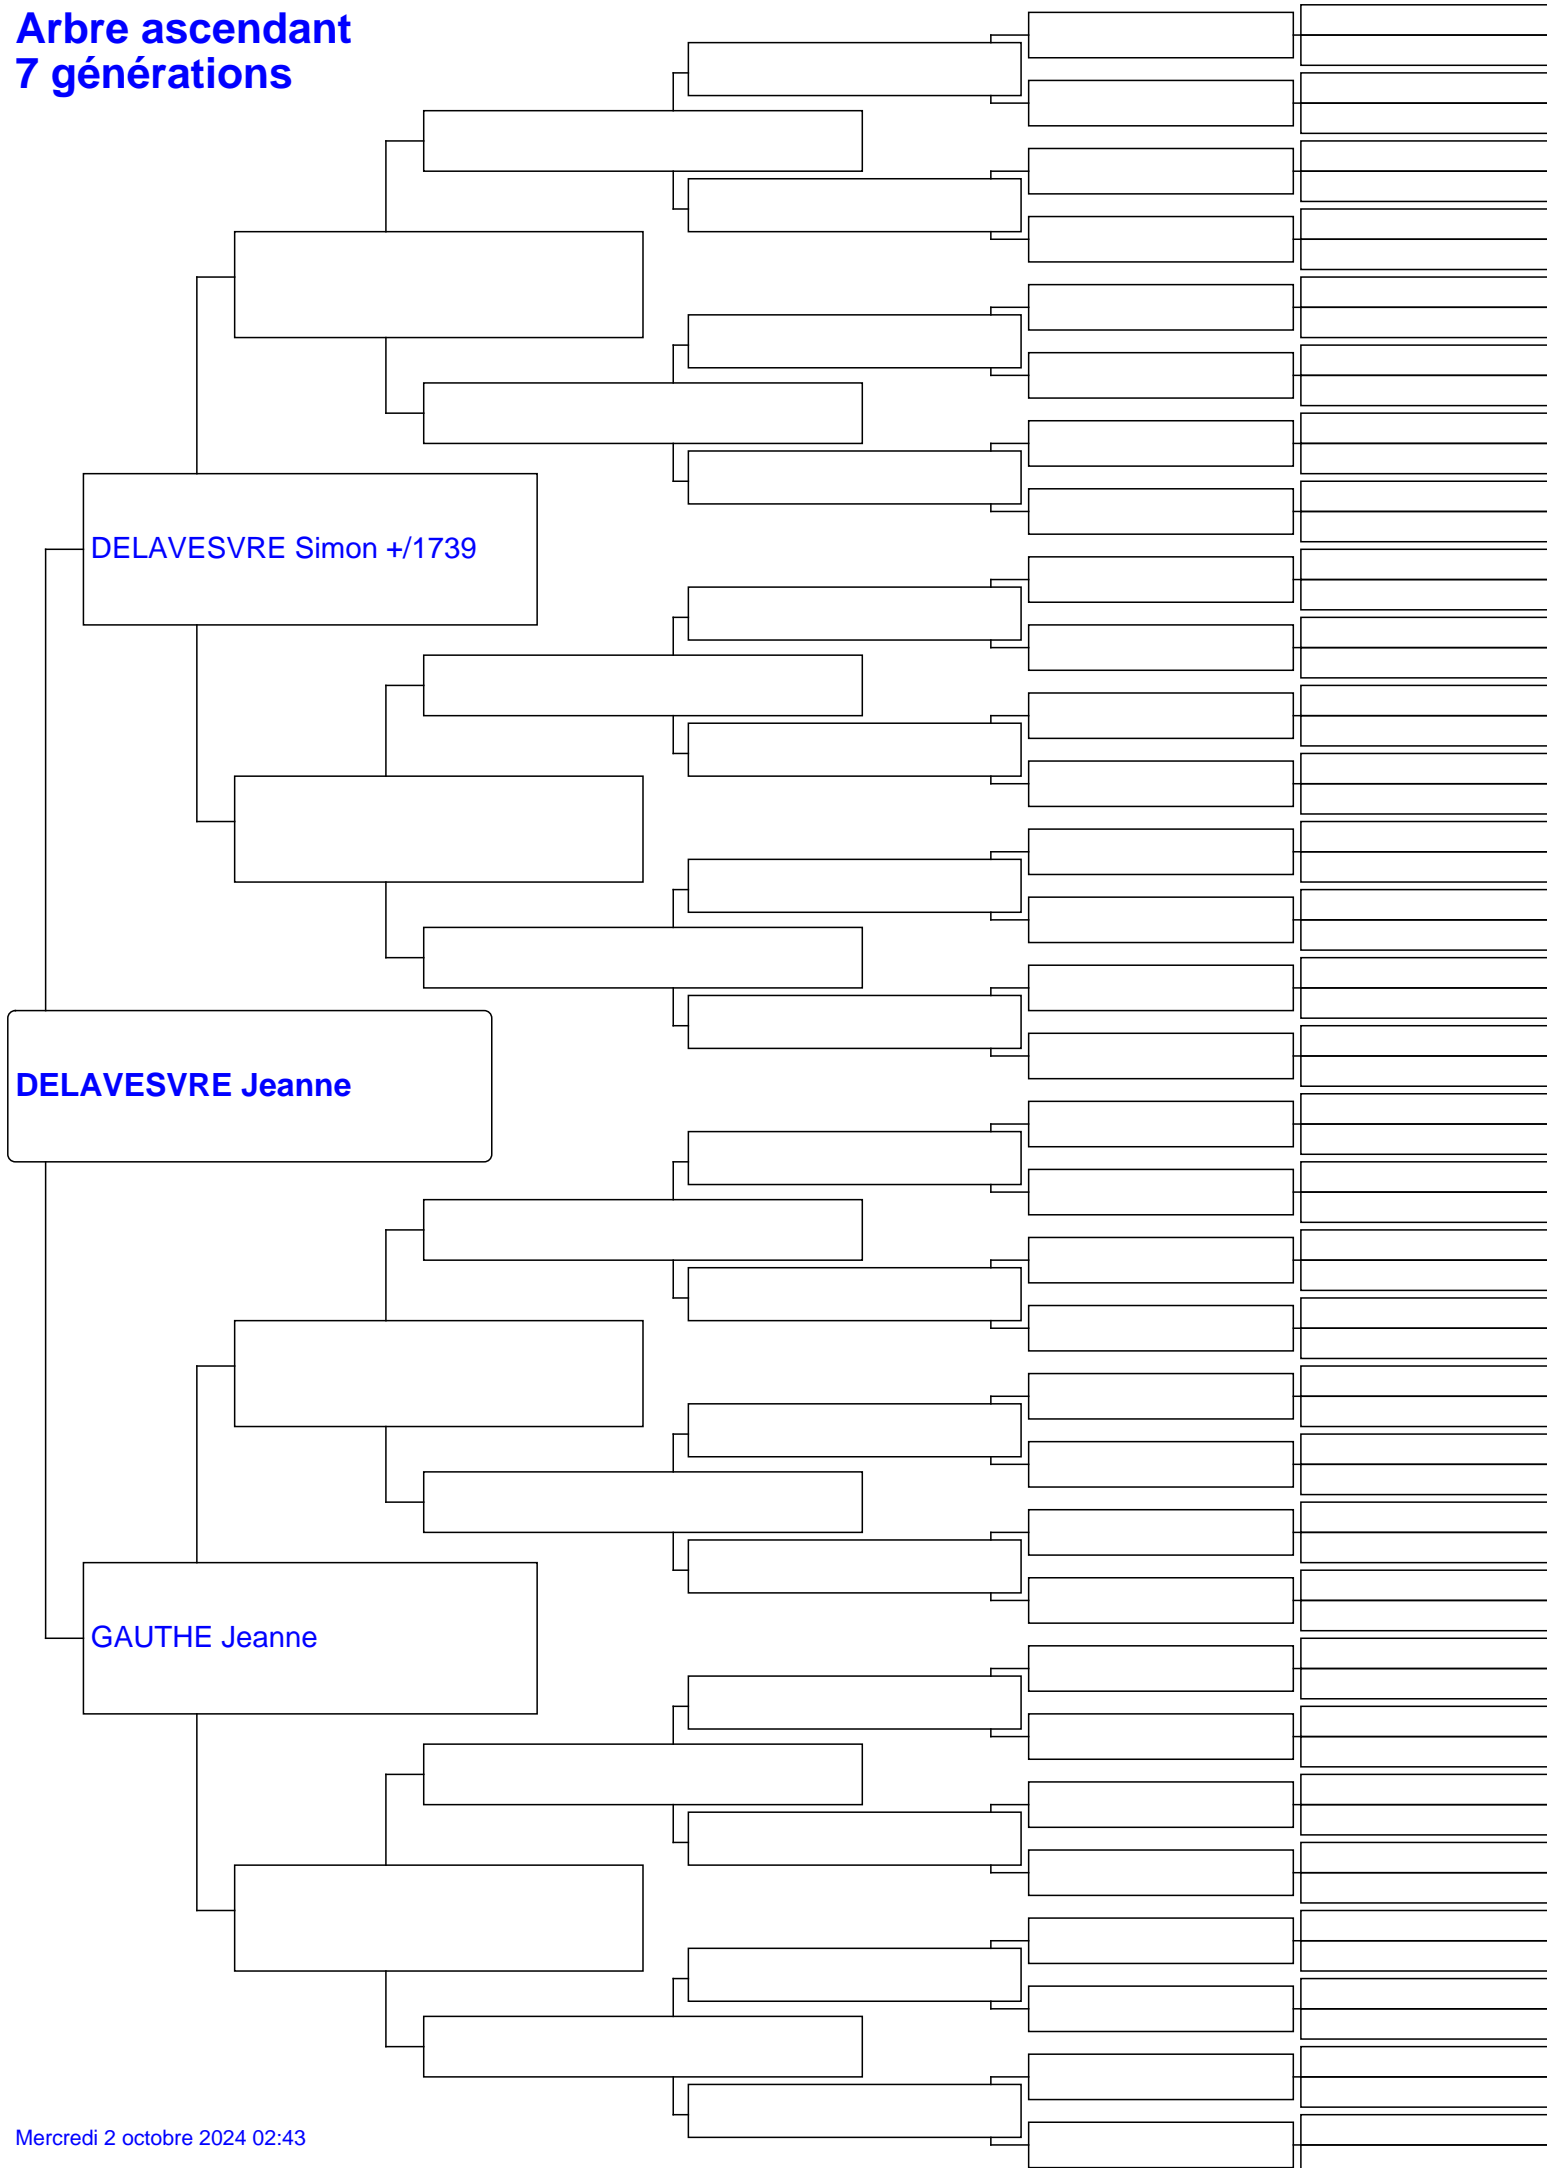 Arbre ascendant
7 générations
DELAVESVRE Simon +/1739
DELAVESVRE Jeanne
GAUTHE Jeanne
Mercredi 2 octobre 2024 02:43